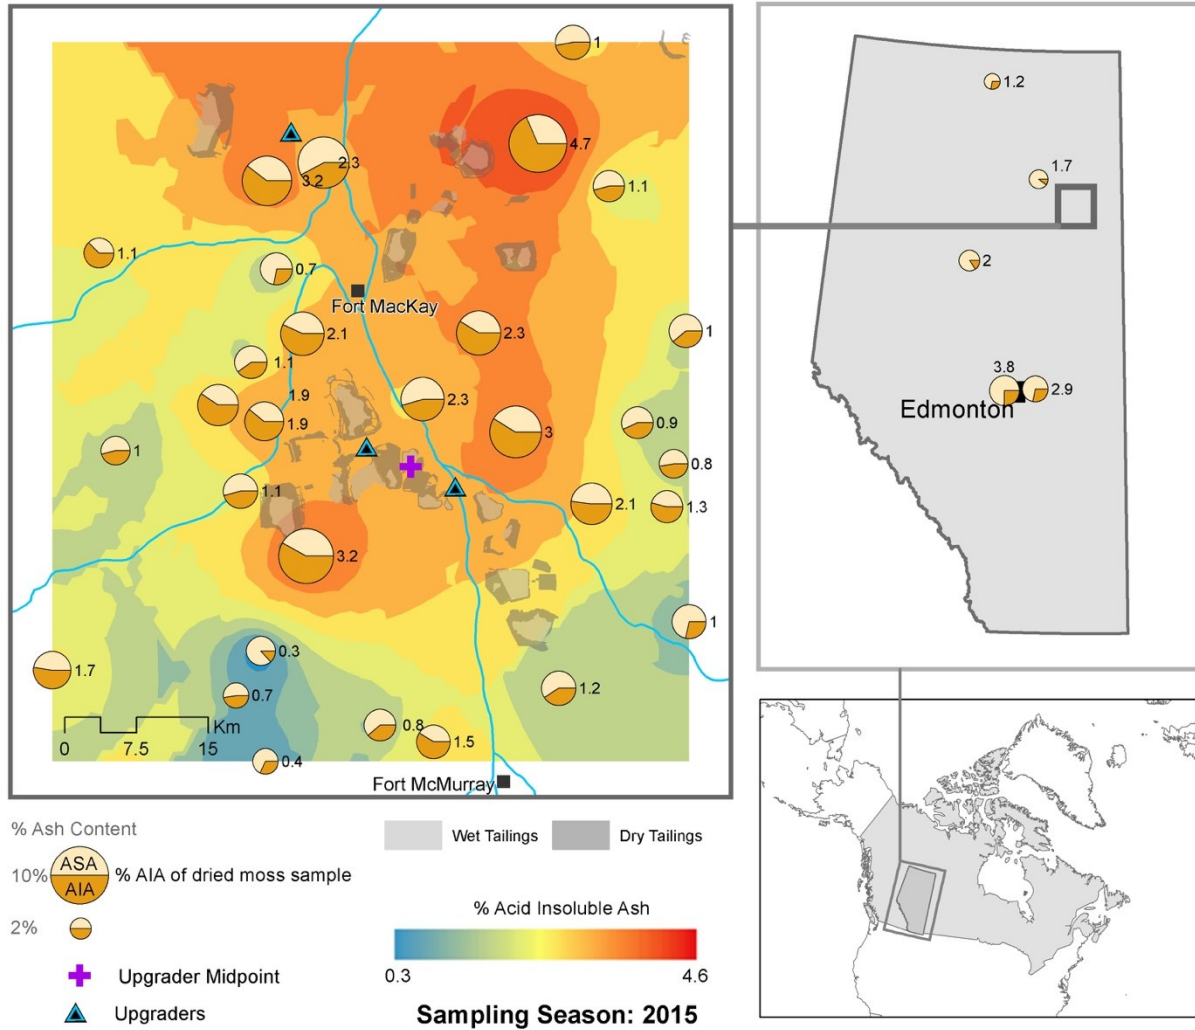 1
4.7
2.3
3.2
1.1
1.1
0.7
Fort MacKay
2.1
2.3
1
1.1
1.9
2.3
1.9
3
0.9
1
0.8
1.1
2.1
1.3
3.2
1
0.3
1.7
0.7
1.2
0.8
1.5
Km
0 7.5 15
0.4
Fort McMurray
1.2
1.7
2
3.8
2.9
Edmonton
% Ash Content
10%
ASA
AIA
% AIA of dried moss sample
2%
Upgrader Midpoint
Upgraders
Wet Tailings
Dry Tailings
% Acid Insoluble Ash
0.3 4.6
Sampling Season: 2015